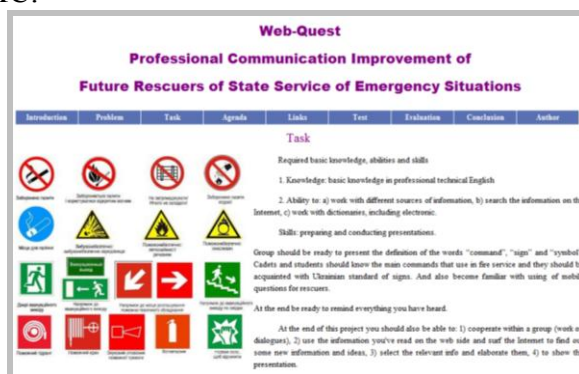 Web-Quest
Professional Communication Improvement of
Future Rescuers of State Service of Emergency Situations
Introduction Problem Task Agenda Links Test Evaluation Conclusion Author
Task
Required basic knowledge, abilities and skills
1. Knowledge: basic knowledge in professional technical English
2. Ability to: a) work with different sources of information, b) search the information on th
Internet, c) work with dictionaries, including electronic.
Skills: preparing and conducting presentations.
Group should be ready to present the definition of the words "command", "sign" and "symbol
Cadets and students should know the main commands that use in fire service and they should b
acquainted with Ukrainian standard of signs. And also become familiar with using of mobil
questions for rescuers.
At the end be ready to remind everything you have heard.
At the end of this project you should also be able to: 1) cooperate within a group (work o
dialogues), 2) use the information you've read on the web side and surf the Internet to find ou
some new information and ideas, 3) select the relevant info and elaborate them, 4) to show th
presentation.